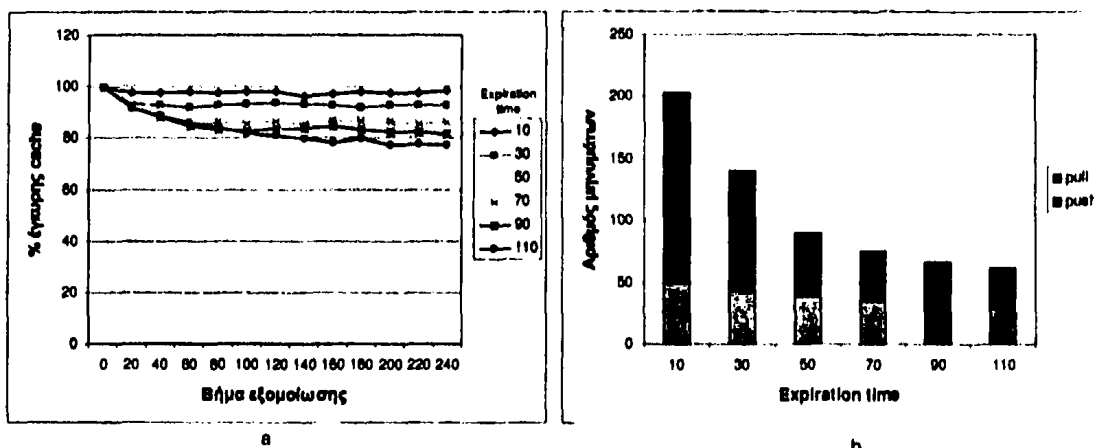 120
100
80
60
40
20
0
0 20 40 60 80 100 120 140 160 180 200 220 240
% έγκυρης cache
Βήμα εξομοίωσης
Expiration
time
10
30
50
70
90
110
a
250
200
150
100
50
0
10 30 50 70 90 110
Αριθμός μηνυμάτων
Expiration time
pull
push
b